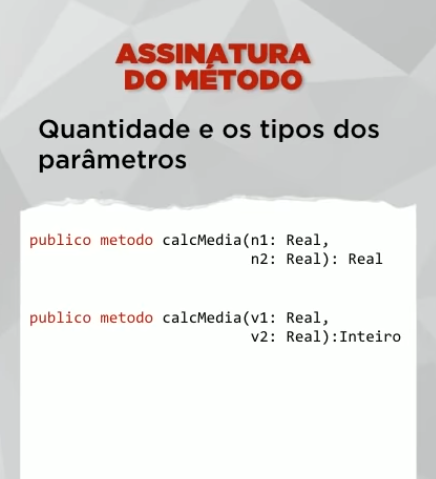 ASSINATURA
DO MÉTODO
Quantidade e os tipos dos
parâmetros
publico metodo calcMedia(n1: Real,
n2: Real): Real
publico metodo calcMedia(v1: Real,
v2: Real):Inteiro